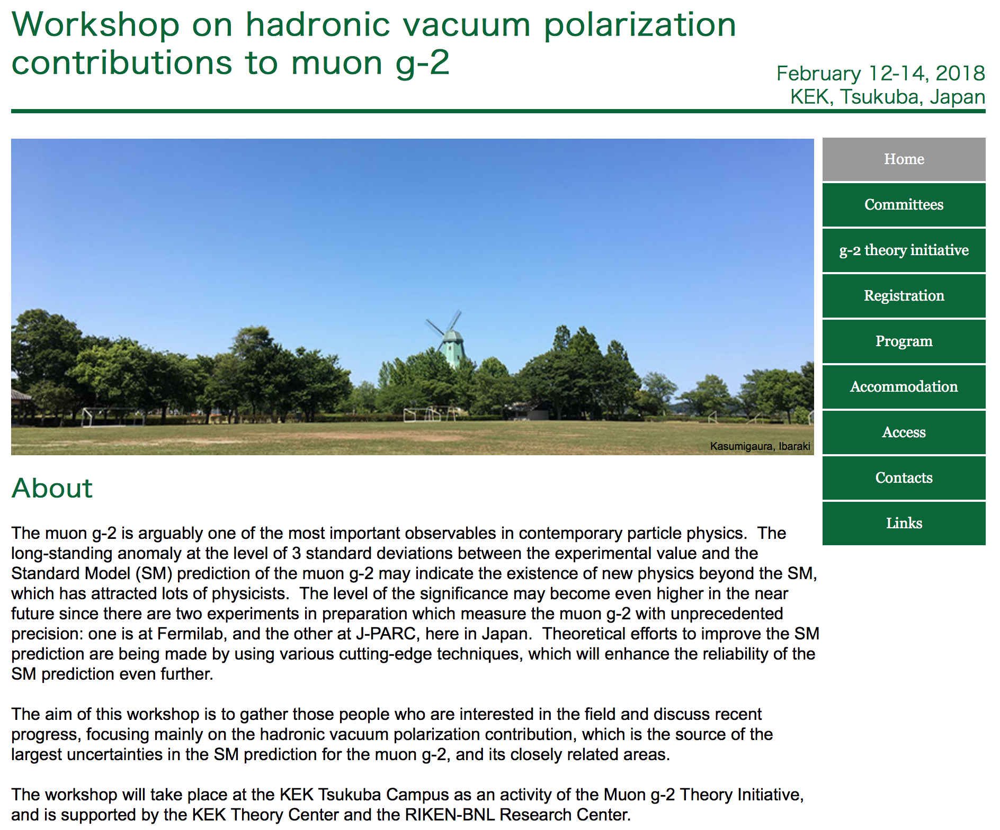 Workshop on hadronic vacuum polarization
contributions to muon g-2
February 12-14, 2018
KEK, Tsukuba, Japan
Home
Committees
g-2 theory initiative
Registration
Program
Accommodation
Access
Contacts
Links
Kasumigaura, Ibaraki
About
The muon g-2 is arguably one of the most important observables in contemporary particle physics.  The
long-standing anomaly at the level of 3 standard deviations between the experimental value and the
Standard Model (SM) prediction of the muon g-2 may indicate the existence of new physics beyond the SM,
which has attracted lots of physicists.  The level of the significance may become even higher in the near
future since there are two experiments in preparation which measure the muon g-2 with unprecedented
precision: one is at Fermilab, and the other at J-PARC, here in Japan.  Theoretical efforts to improve the SM
prediction are being made by using various cutting-edge techniques, which will enhance the reliability of the
SM prediction even further.
The aim of this workshop is to gather those people who are interested in the field and discuss recent
progress, focusing mainly on the hadronic vacuum polarization contribution, which is the source of the
largest uncertainties in the SM prediction for the muon g-2, and its closely related areas.
The workshop will take place at the KEK Tsukuba Campus as an activity of the Muon g-2 Theory Initiative,
and is supported by the KEK Theory Center and the RIKEN-BNL Research Center.